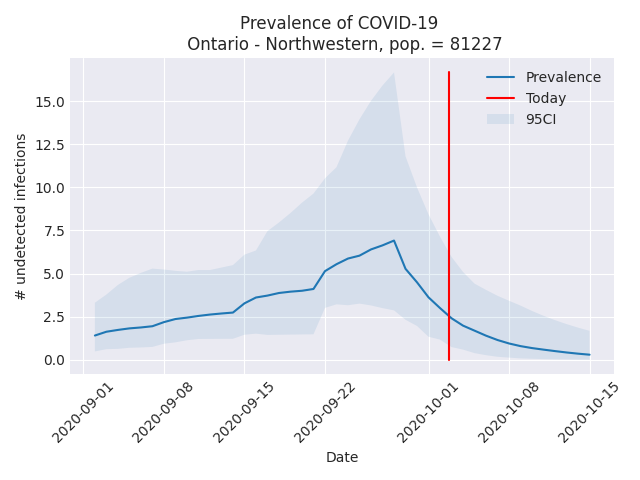 Prevalence of COVID-19
Ontario - Northwestern, pop. = 81227
# undetected infections
15.0
12.5
10.0
7.5
5.0
2.5
0.0
Prevalence
Today
95CI
2020-09-01
2020-09-08
2020-09-15
2020-09-22
2020-10-01
2020-10-08
2020-10-15
Date